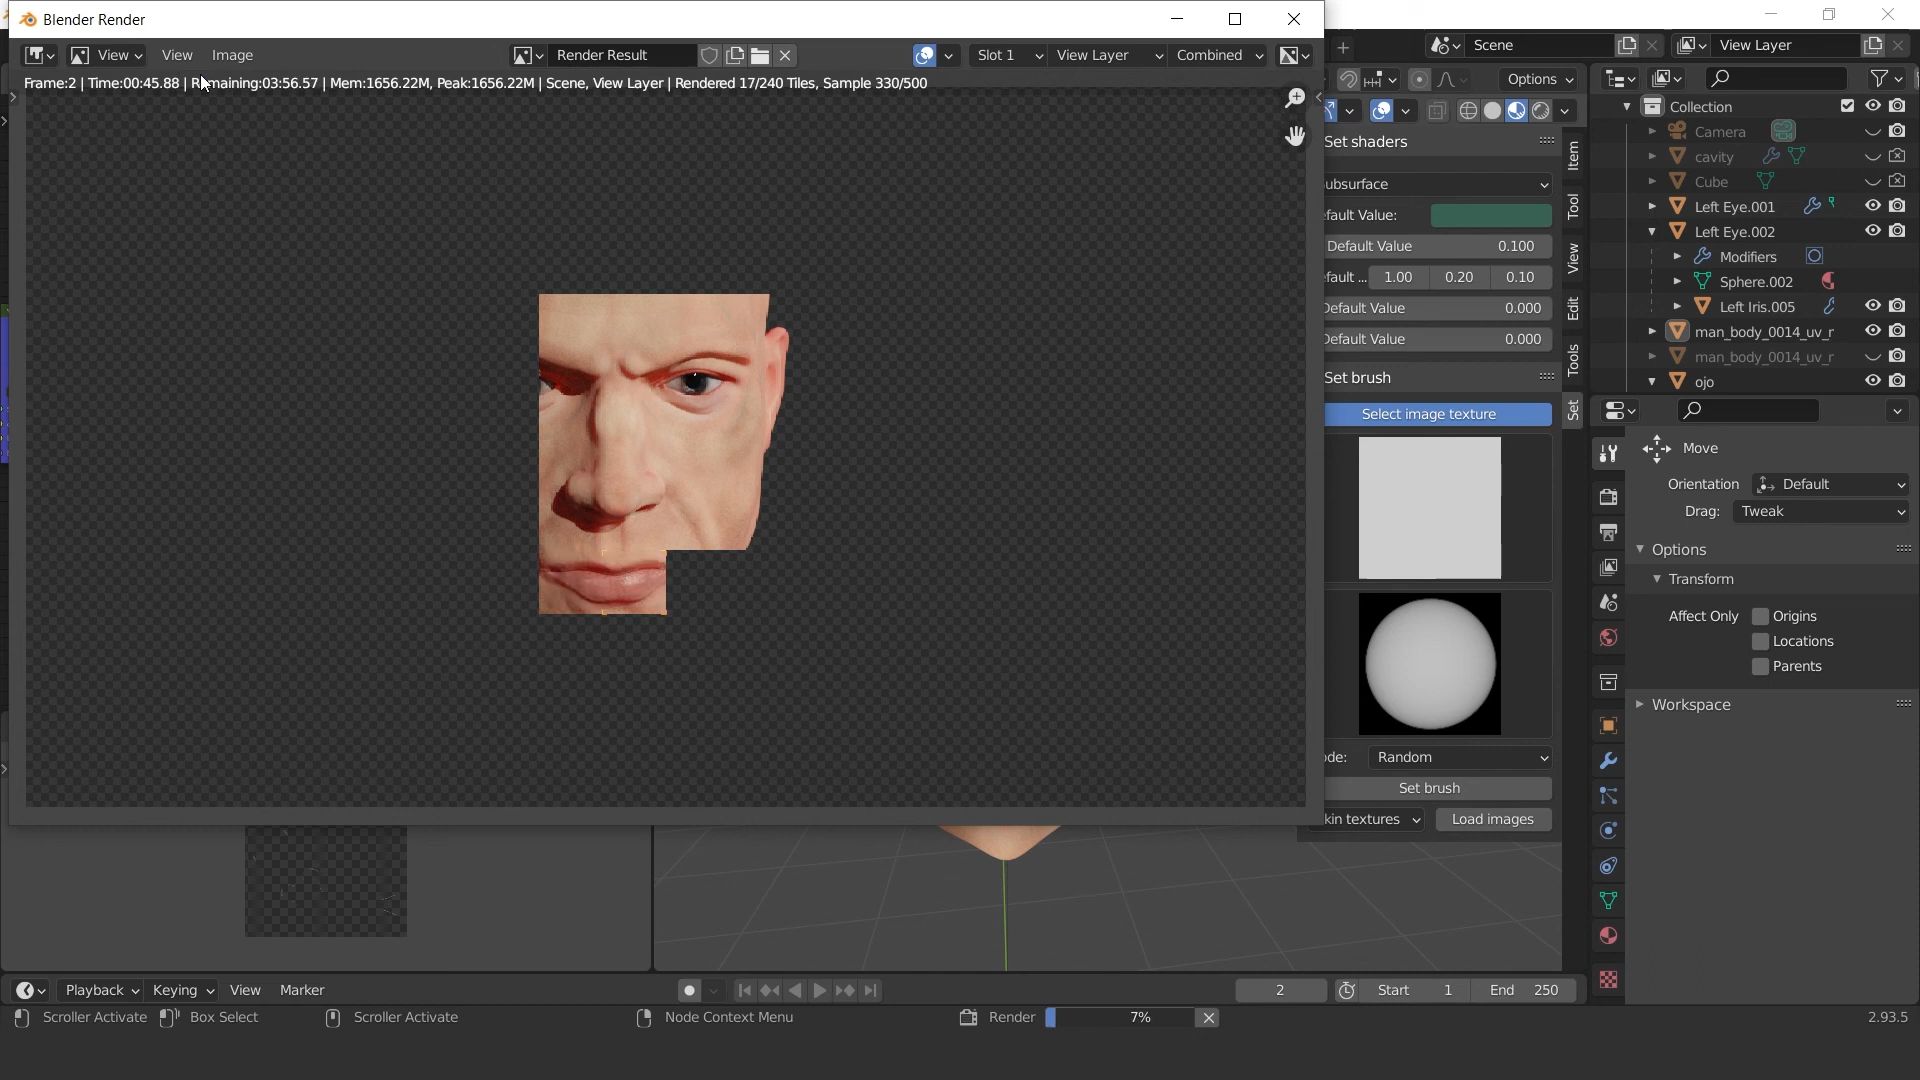 Blender Render
View View Image Render Result Slot 1 View Layer Combined
Frame:2 | Time:00:45.88 | Remaining:03:56.57 | Mem:1656.22M, Peak:1656.22M | Scene, View Layer | Rendered 17/240 Tiles, Sample 330/500
Scene View Layer
Options
Set shaders
ubsurface
efault Value:
Default Value 0.100
efault ... 1.00 0.20 0.10
Default Value 0.000
Default Value 0.000
Set brush
Select image texture
ode: Random
Set brush
kin textures Load images
Item
Tool
View
Edit
Tools
Set
Collection
Camera
cavity
Cube
Left Eye.001
Left Eye.002
Modifiers
Sphere.002
Left Iris.005
man_body_0014_uv_r
man_body_0014_uv_r
ojo
Move
Orientation Default
Drag: Tweak
Options
Transform
Affect Only Origins
Locations
Parents
Workspace
Playback Keying View Marker 2 Start 1 End 250
Scroller Activate Box Select Scroller Activate Node Context Menu Render 7% 2.93.5